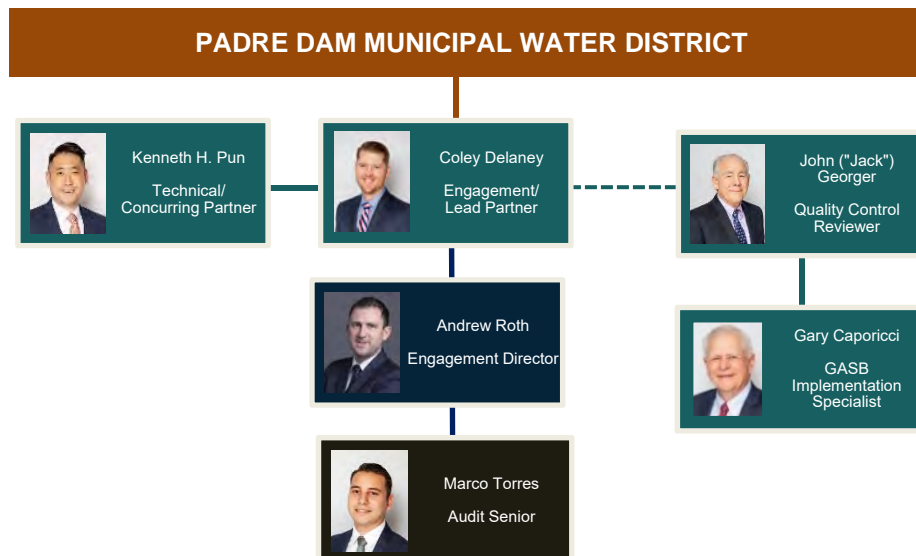 PADRE DAM MUNICIPAL WATER DISTRICT
Kenneth H. Pun
Technical/
Concurring Partner
Coley Delaney
Engagement/
Lead Partner
John ("Jack")
Georger
Quality Control
Reviewer
Andrew Roth
Engagement Director
Gary Caporicci
GASB
Implementation
Specialist
Marco Torres
Audit Senior